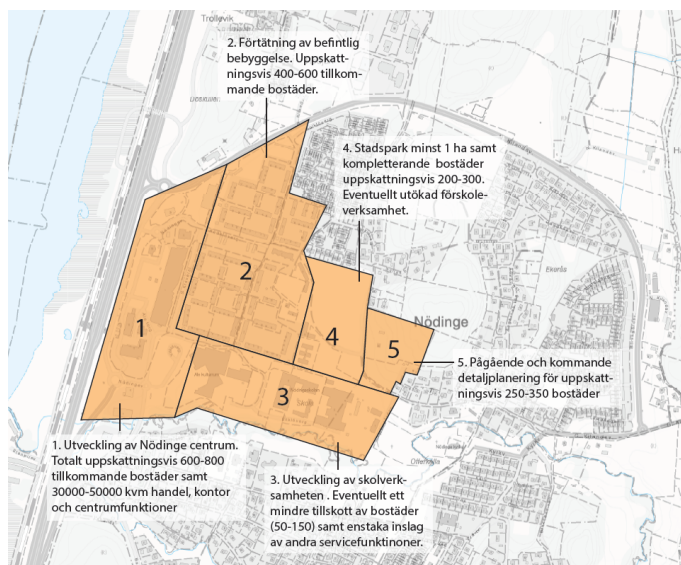 Trollevik
2. Förtätning av befintlig
bebyggelse. Uppskatt-
ningsvis 400-600 tillkom-
mande bostäder.
4. Stadspark minst 1 ha samt
kompletterande bostäder
uppskattningsvis 200-300.
Eventuellt utökad förskole-
verksamhet.
2
Ekarås
1
4
Nödinge
5
3
5. Pågående och kommande
detaljplanering för uppskatt-
ningsvis 250-350 bostäder
1. Utveckling av Nödinge centrum.
Totalt uppskattningsvis 600-800
tillkommande bostäder samt
30000-50000 kvm handel, kontor
och centrumfunktioner
3. Utveckling av skolverk-
samheten . Eventuellt ett
mindre tillskott av bostäder
(50-150) samt enstaka inslag
av andra servicefunktinoner.